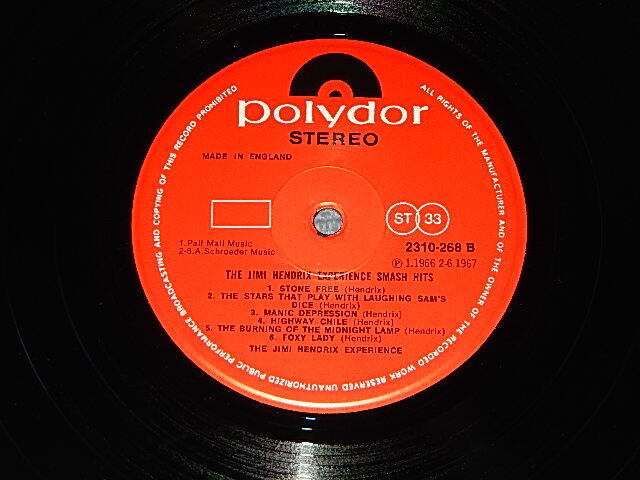 polydor
STEREO
MADE IN ENGLAND
ST 33
1.Pall Mall Music
2-6.A.Schroeder Music
2310-268 B
Ⓟ 1.1966 2-6.1967
THE JIMI HENDRIX EXPERIENCE SMASH HITS
1. STONE FREE (Hendrix)
2. THE STARS THAT PLAY WITH LAUGHING SAM'S
DICE (Hendrix)
3. MANIC DEPRESSION (Hendrix)
4. HIGHWAY CHILE (Hendrix)
5. THE BURNING OF THE MIDNIGHT LAMP (Hendrix)
6. FOXY LADY (Hendrix)
THE JIMI HENDRIX EXPERIENCE
ALL RIGHTS OF THE MANUFACTURER AND OF THE OWNER OF THE RECORDED WORK RESERVED UNAUTHORIZED PUBLIC PERFORMANCE BROADCASTING AND COPYING OF THIS RECORD PROHIBITED